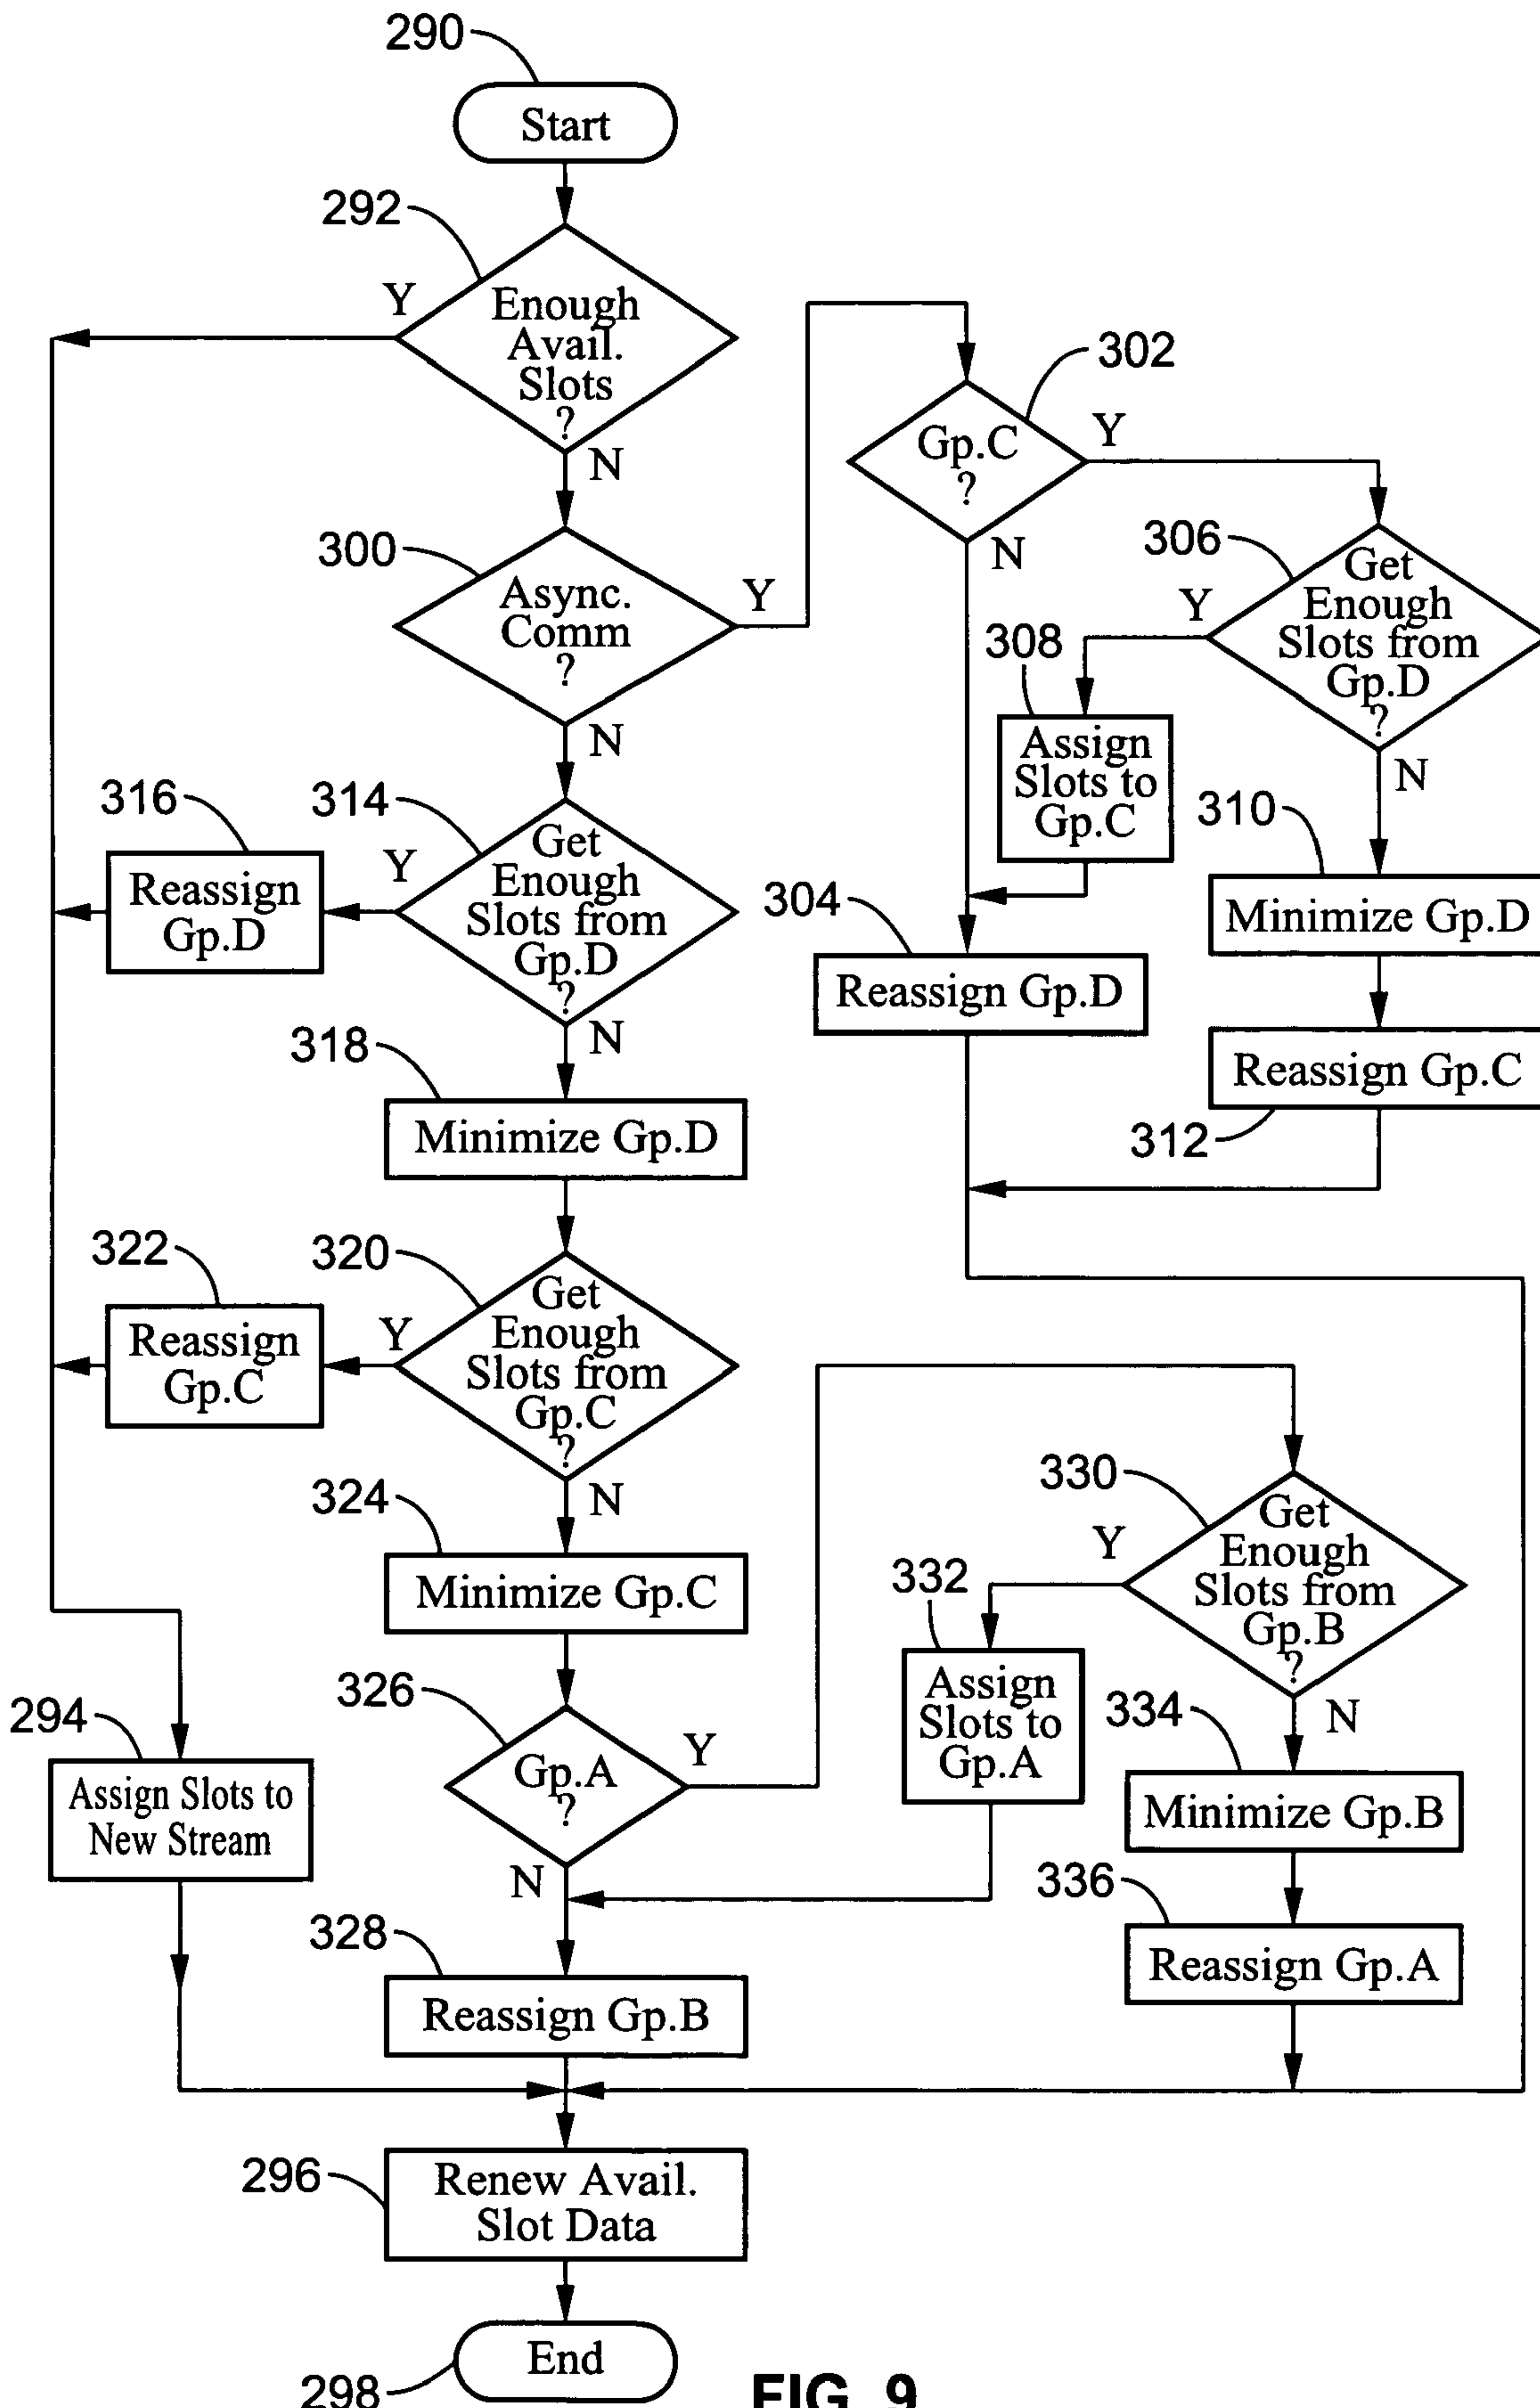 290
Start
292
Y
Enough
Avail.
Slots
?
N
302
Gp.C
?
Y
N
300
Async.
Comm
?
Y
N
306
Get
Enough
Slots from
Gp.D
?
Y
N
308
Assign
Slots to
Gp.C
310
Minimize Gp.D
304
Reassign Gp.D
Reassign Gp.C
312
316
Reassign
Gp.D
314
Y
Get
Enough
Slots from
Gp.D
?
N
318
Minimize Gp.D
322
Reassign
Gp.C
320
Y
Get
Enough
Slots from
Gp.C
?
N
324
Minimize Gp.C
326
Gp.A
?
Y
N
330
Get
Enough
Slots from
Gp.B
?
Y
N
332
Assign
Slots to
Gp.A
334
Minimize Gp.B
336
Reassign Gp.A
294
Assign Slots to
New Stream
328
Reassign Gp.B
296
Renew Avail.
Slot Data
End
298
FIG. 9